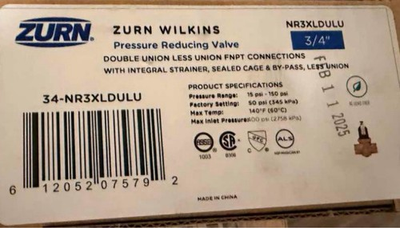 ZURN
ZURN WILKINS
NR3XLDULU
Pressure Reducing Valve
3/4"
DOUBLE UNION LESS UNION FNPT CONNECTIONS
WITH INTEGRAL STRAINER, SEALED CAGE & BY-PASS, LESS UNION
34-NR3XLDULU
PRODUCT SPECIFICATIONS
Pressure Range: 15 psi - 150 psi
Factory Setting: 50 psi (345 kPa)
Max Temp: 140°F (60°C)
Max Inlet Pressure: 400 psi (2758 kPa)
FEB 11 2025
1003
B356
ALS
6 12052 07579 2
MADE IN CHINA